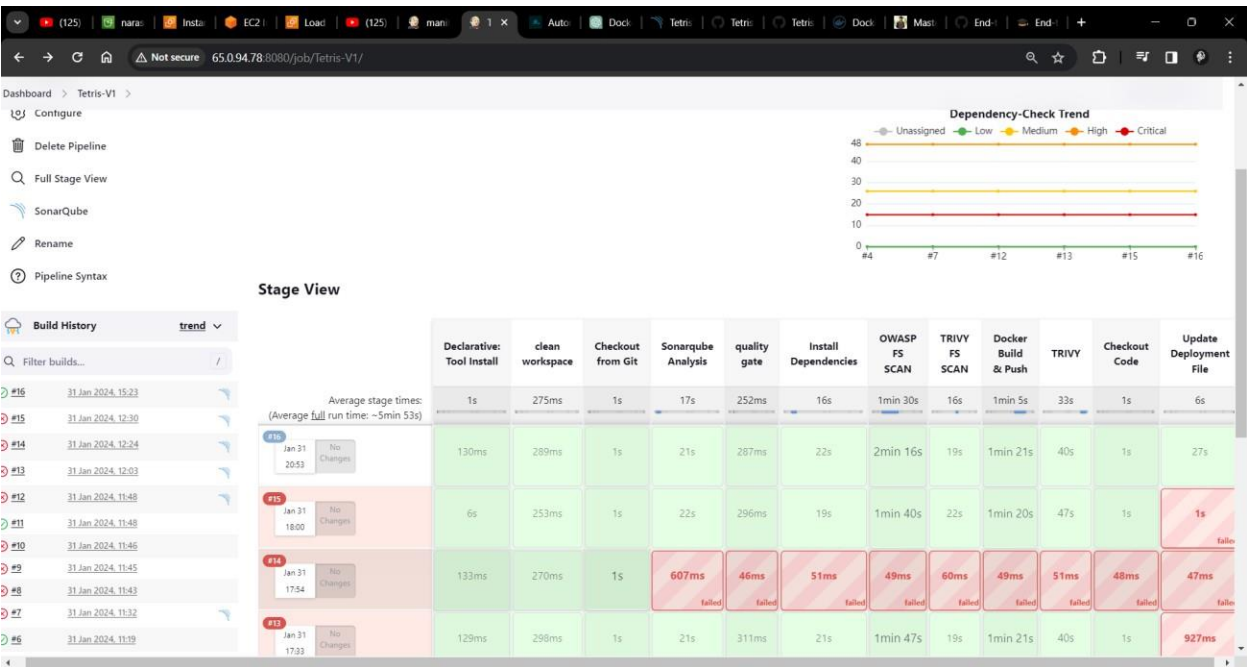 (125)
naras
Insta
EC2 I
Load
(125)
man
1
Auto
Dock
Tetris
Tetris
Tetris
Dock
Mast
End-t
End-t
Not secure 65.0.94.78:8080/job/Tetris-V1/
Dashboard > Tetris-V1 >
Configure
Delete Pipeline
Full Stage View
SonarQube
Rename
Pipeline Syntax
Build History trend
Filter builds... /
#16 31 Jan 2024, 15:23
#15 31 Jan 2024, 12:30
#14 31 Jan 2024, 12:24
#13 31 Jan 2024, 12:03
#12 31 Jan 2024, 11:48
#11 31 Jan 2024, 11:48
#10 31 Jan 2024, 11:46
#9 31 Jan 2024, 11:45
#8 31 Jan 2024, 11:43
#7 31 Jan 2024, 11:32
#6 31 Jan 2024, 11:19
Dependency-Check Trend
Unassigned Low Medium High Critical
48
40
30
20
10
0
#4 #7 #12 #13 #15 #16
Stage View
Declarative:
Tool Install
clean
workspace
Checkout
from Git
Sonarqube
Analysis
quality
gate
Install
Dependencies
OWASP
FS
SCAN
TRIVY
FS
SCAN
Docker
Build
& Push
TRIVY
Checkout
Code
Update
Deployment
File
Average stage times:
(Average full run time: ~5min 53s)
1s 275ms 1s 17s 252ms 16s 1min 30s 16s 1min 5s 33s 1s 6s
#16
Jan 31
20:53
No
Changes
130ms 289ms 1s 21s 287ms 22s 2min 16s 19s 1min 21s 40s 1s 27s
#15
Jan 31
18:00
No
Changes
6s 253ms 1s 22s 296ms 19s 1min 40s 22s 1min 20s 47s 1s 1s
failed
#14
Jan 31
17:54
No
Changes
133ms 270ms 1s 607ms 46ms 51ms 49ms 60ms 49ms 51ms 48ms 47ms
failed failed failed failed failed failed failed failed failed
#13
Jan 31
17:33
No
Changes
129ms 298ms 1s 21s 311ms 21s 1min 47s 19s 1min 21s 40s 1s 927ms